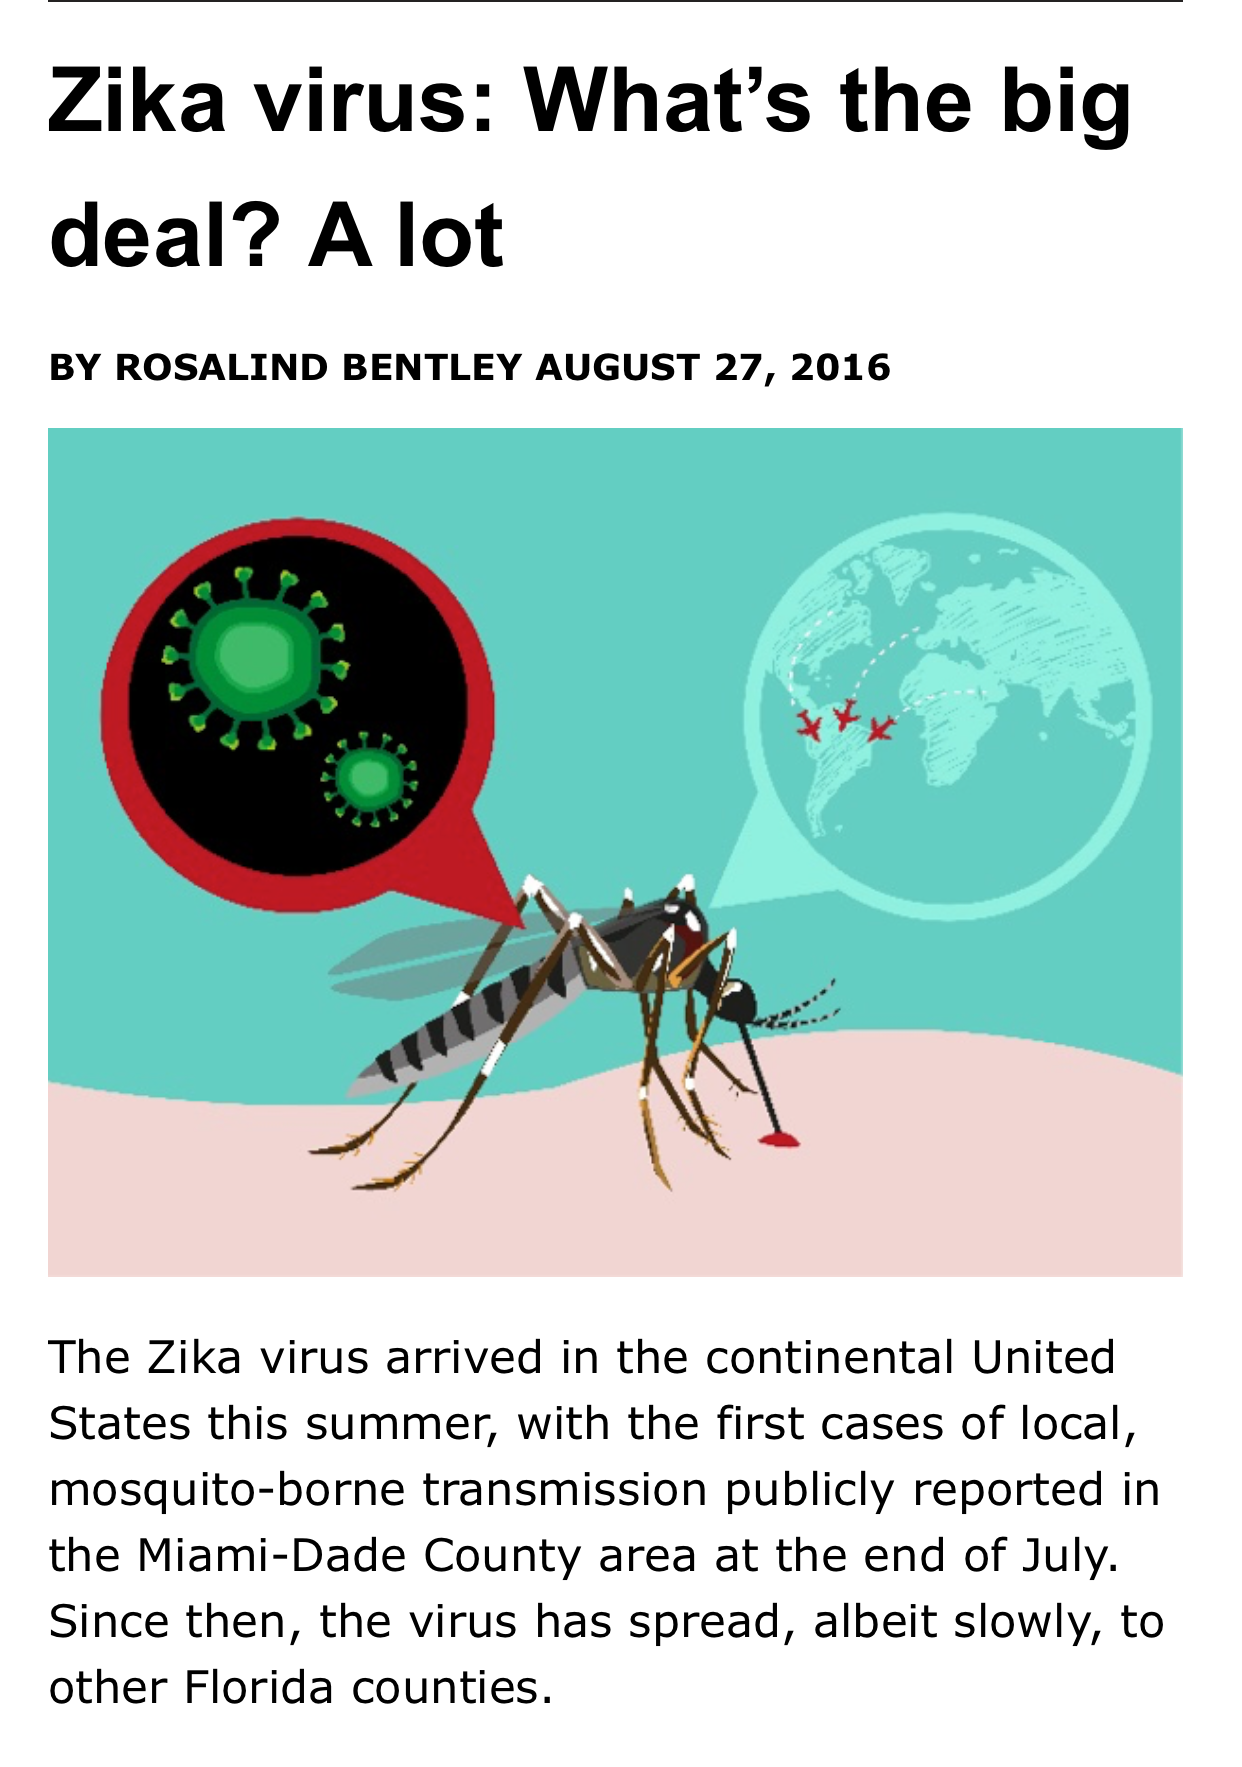 Zika virus: What’s the big
deal? A lot
BY ROSALIND BENTLEY AUGUST 27, 2016
The Zika virus arrived in the continental United
States this summer, with the first cases of local,
mosquito-borne transmission publicly reported in
the Miami-Dade County area at the end of July.
Since then, the virus has spread, albeit slowly, to
other Florida counties.